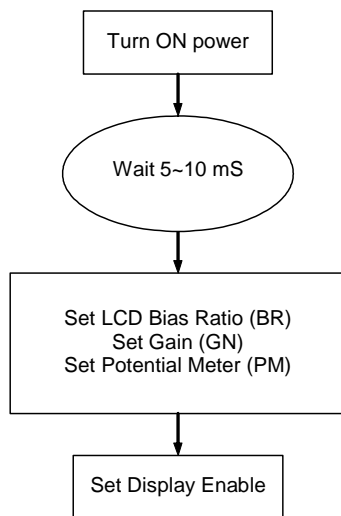 Turn ON power
Wait 5~10 mS
Set LCD Bias Ratio (BR)
Set Gain (GN)
Set Potential Meter (PM)
Set Display Enable